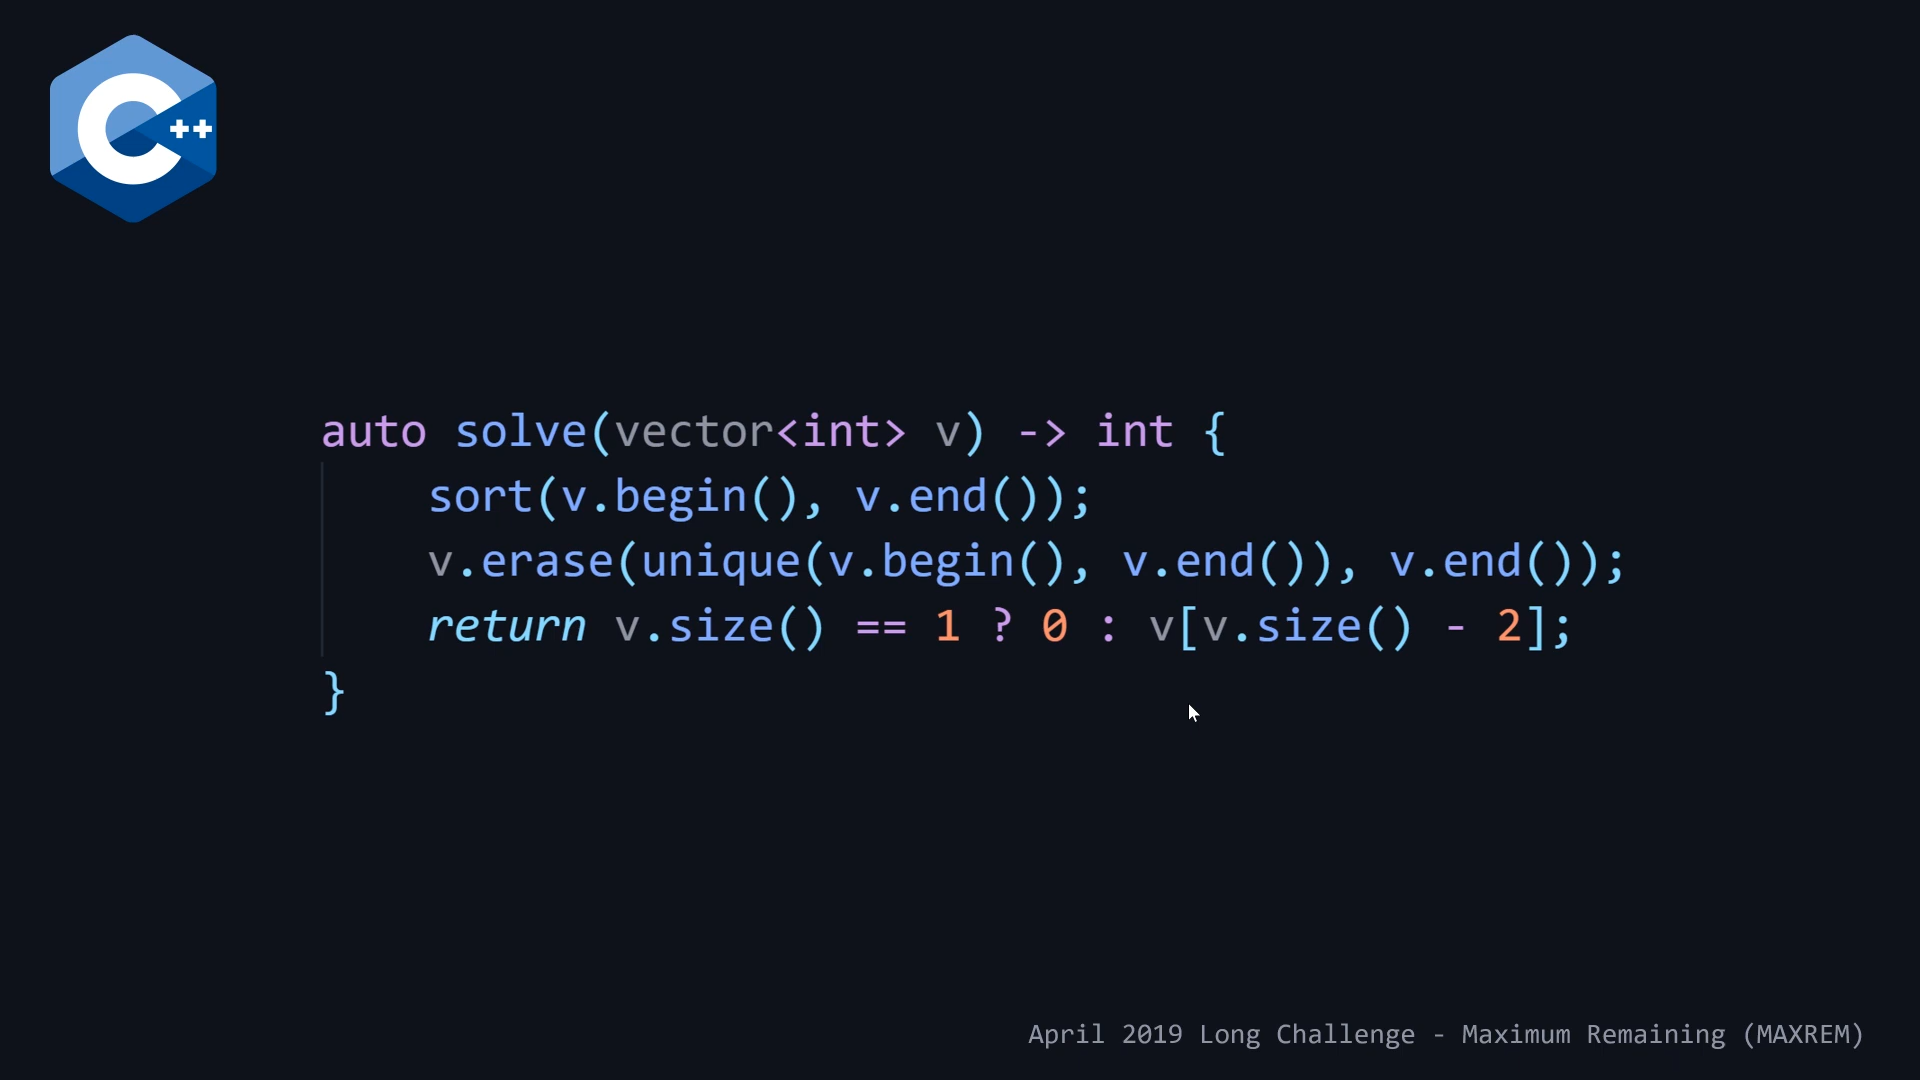 C++
auto solve(vector<int> v) -> int {
    sort(v.begin(), v.end());
    v.erase(unique(v.begin(), v.end()), v.end());
    return v.size() == 1 ? 0 : v[v.size() - 2];
}
April 2019 Long Challenge - Maximum Remaining (MAXREM)